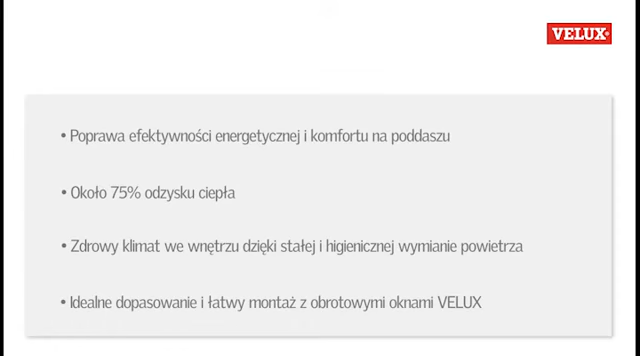 VELUX®
• Poprawa efektywności energetycznej i komfortu na poddaszu
• Około 75% odzysku ciepła
• Zdrowy klimat we wnętrzu dzięki stałej i higienicznej wymianie powietrza
• Idealne dopasowanie i łatwy montaż z obrotowymi oknami VELUX